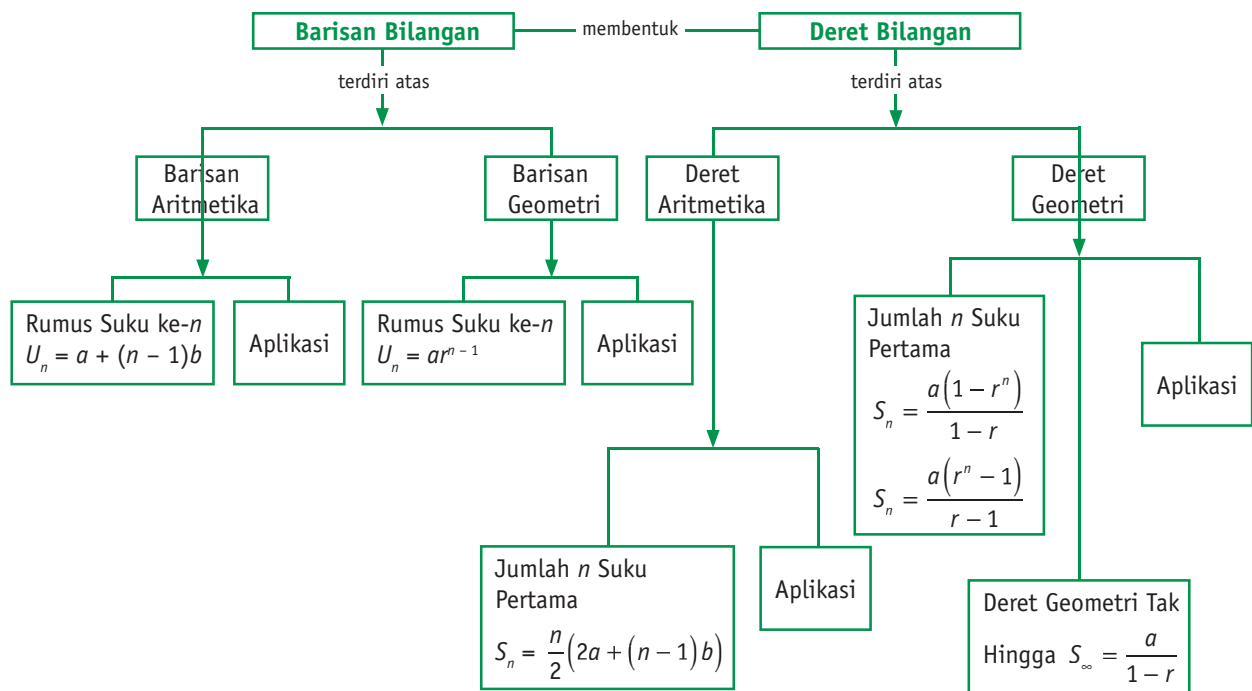 Barisan Bilangan membentuk Deret Bilangan
terdiri atas terdiri atas
Barisan
Aritmetika
Barisan
Geometri
Deret
Aritmetika
Deret
Geometri
Rumus Suku ke-n
Uₙ = a + (n – 1)b
Aplikasi
Rumus Suku ke-n
Uₙ = arⁿ ⁻ ¹
Aplikasi
Jumlah n Suku
Pertama
Sₙ = a(1 – rⁿ) / 1 – r
Sₙ = a(rⁿ – 1) / r – 1
Aplikasi
Jumlah n Suku
Pertama
Sₙ = n/2 (2a + (n – 1)b)
Aplikasi
Deret Geometri Tak
Hingga S∞ = a / 1 – r